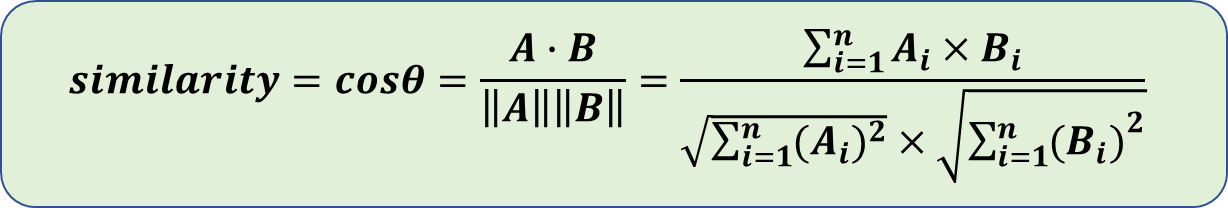 similarity = cosθ = A · B / ‖A‖‖B‖ = ∑ⁿᵢ₌₁ Aᵢ × Bᵢ / √∑ⁿᵢ₌₁(Aᵢ)² × √∑ⁿᵢ₌₁(Bᵢ)²